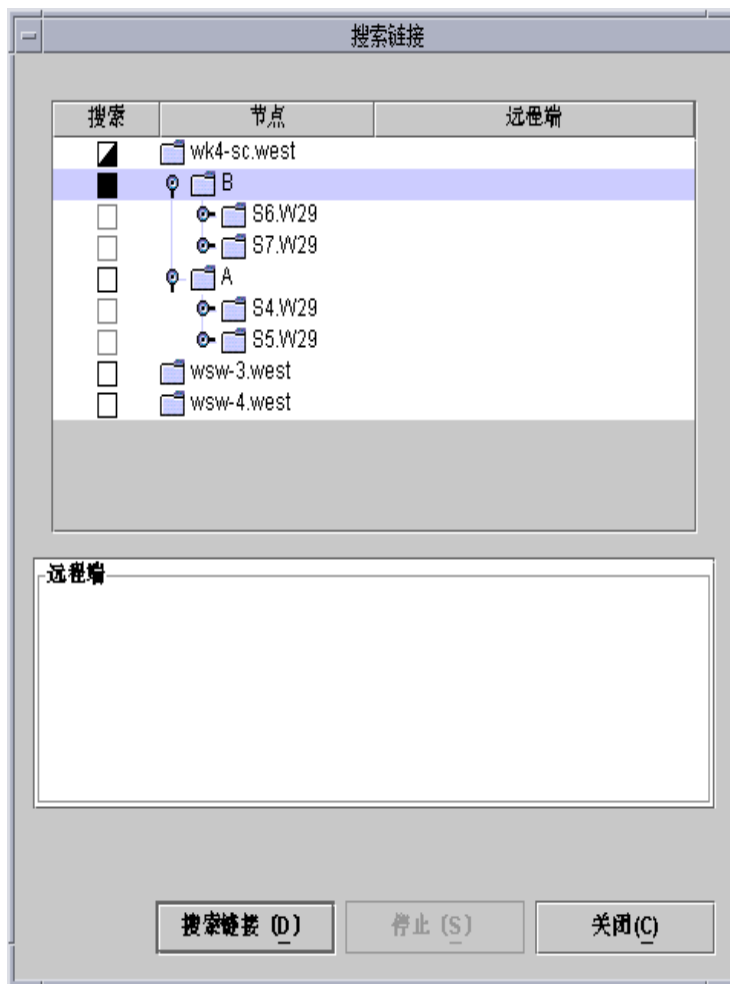 搜索链接
搜索 节点 远程端
wk4-sc.west
B
S6.W29
S7.W29
A
S4.W29
S5.W29
wsw-3.west
wsw-4.west
远程端
搜索链接 (D) 停止 (S) 关闭(C)